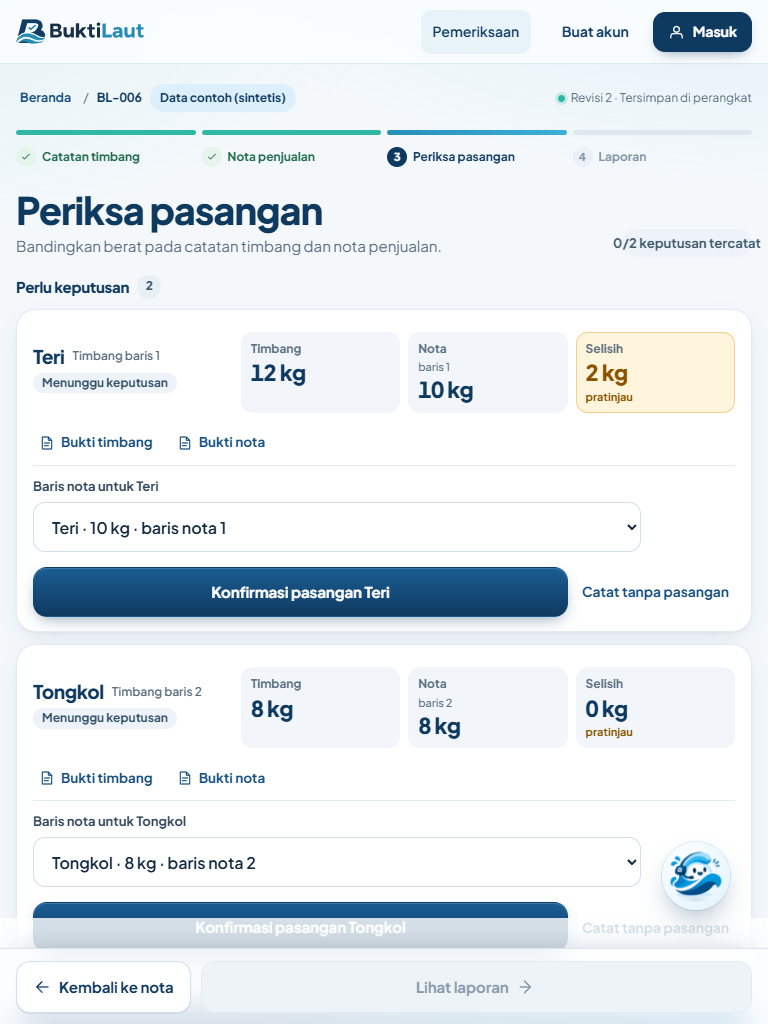 BuktiLaut
Pemeriksaan
Buat akun
Masuk
Beranda / BL-006 Data contoh (sintetis)
Revisi 2 · Tersimpan di perangkat
Catatan timbang
Nota penjualan
3 Periksa pasangan
4 Laporan
Periksa pasangan
Bandingkan berat pada catatan timbang dan nota penjualan.
0/2 keputusan tercatat
Perlu keputusan 2
Teri Timbang baris 1
Menunggu keputusan
Timbang
12 kg
Nota
baris 1
10 kg
Selisih
2 kg
pratinjau
Bukti timbang
Bukti nota
Baris nota untuk Teri
Teri · 10 kg · baris nota 1
Konfirmasi pasangan Teri
Catat tanpa pasangan
Tongkol Timbang baris 2
Menunggu keputusan
Timbang
8 kg
Nota
baris 2
8 kg
Selisih
0 kg
pratinjau
Bukti timbang
Bukti nota
Baris nota untuk Tongkol
Tongkol · 8 kg · baris nota 2
Konfirmasi pasangan Tongkol
Catat tanpa pasangan
Kembali ke nota
Lihat laporan